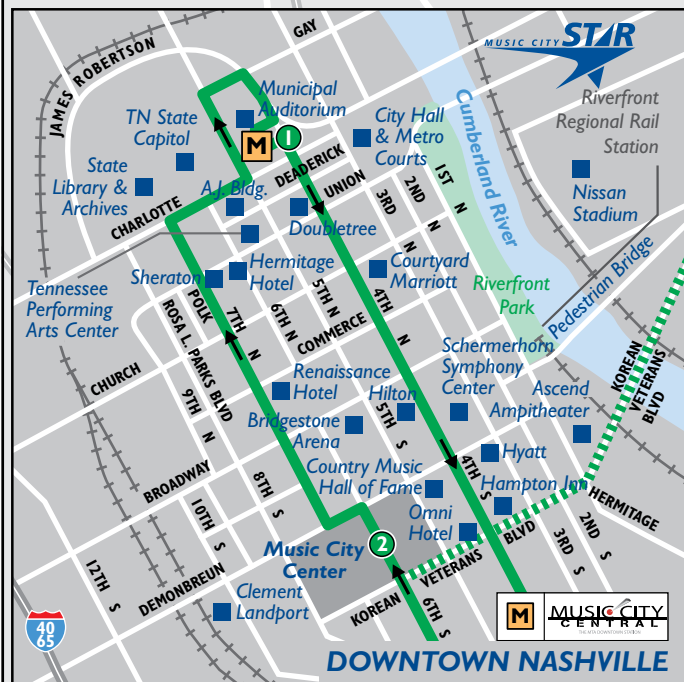 MUSIC CITY STAR
JAMES ROBERTSON
GAY
Municipal
Auditorium
TN State
Capitol
City Hall
& Metro
Courts
Cumberland River
Riverfront
Regional Rail
Station
M
1
State
Library &
Archives
CHARLOTTE
A.J. Bldg.
DEADERICK
UNION
3RD N
2ND N
1ST N
Nissan
Stadium
Doubletree
Tennessee
Performing
Arts Center
Sheraton
Hermitage
Hotel
Courtyard
Marriott
Riverfront
Park
Pedestrian Bridge
POLK
7TH N
6TH N
5TH N
4TH N
COMMERCE
ROSA L. PARKS BLVD
CHURCH
9TH N
Renaissance
Hotel
Hilton
Schermerhorn
Symphony
Center
Ascend
Ampitheater
KOREAN
VETERANS
BLVD
Bridgestone
Arena
5TH S
BROADWAY
8TH S
Country Music
Hall of Fame
4TH S
Hyatt
Hampton Inn
HERMITAGE
10TH S
12TH S
Omni
Hotel
2ND S
3RD S
Music City
Center
2
DEMONBREUN
KOREAN VETERANS BLVD
6TH S
Clement
Landport
40
65
M
MUSIC CITY
CENTRAL
THE MTA DOWNTOWN STATION
DOWNTOWN NASHVILLE